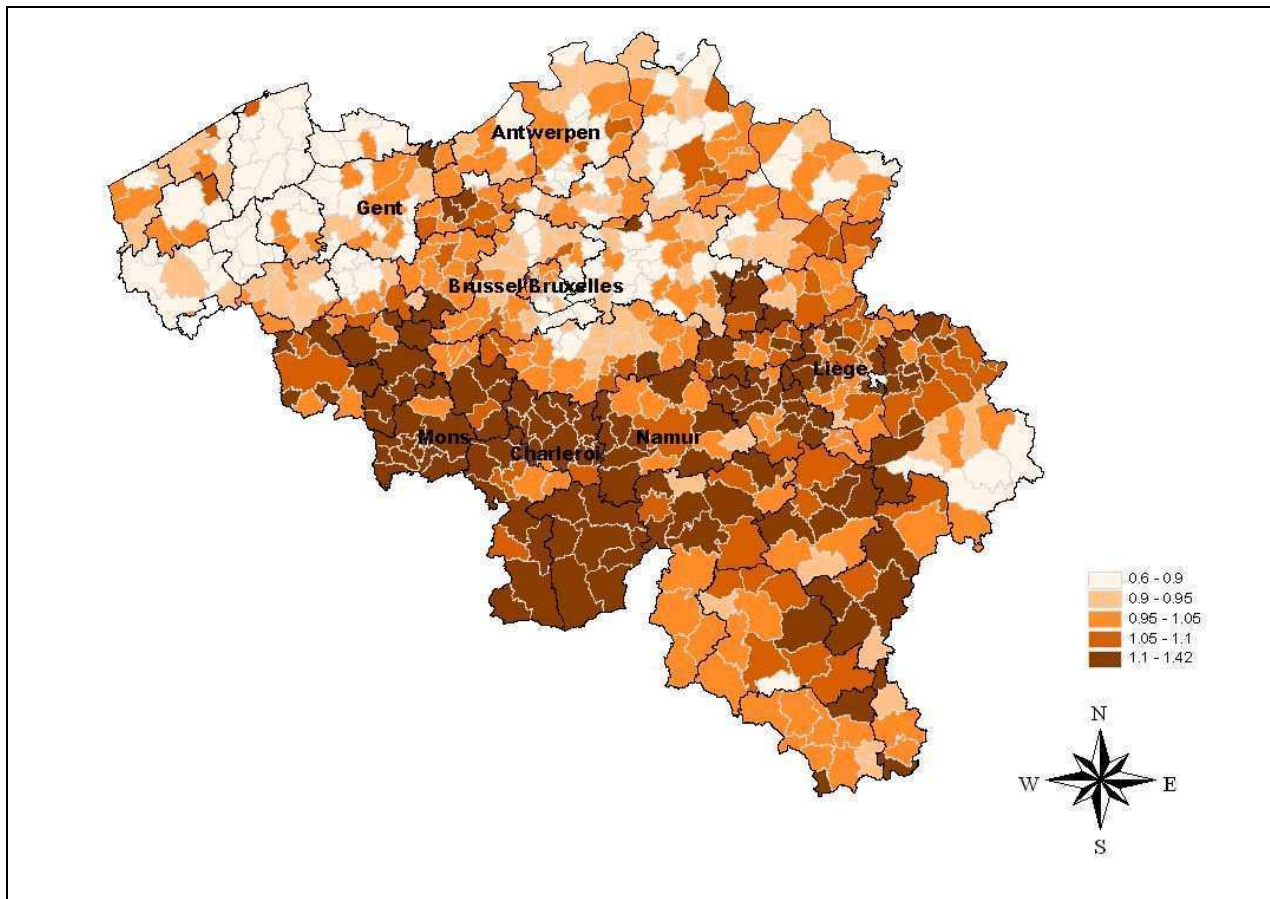 Antwerpen
Gent
Brussel Bruxelles
Liège
Mons
Namur
Charleroi
0.6 - 0.9
0.9 - 0.95
0.95 - 1.05
1.05 - 1.1
1.1 - 1.42
N
W E
S